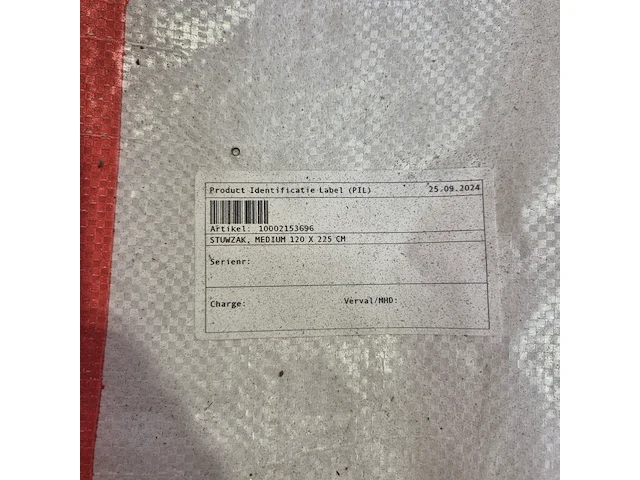 Product Identificatie Label (PIL) 25.09.2024
Artikel: 10002153696
STUWZAK, MEDIUM 120 X 225 CM
Serienr:
Charge: Verval/MHD: